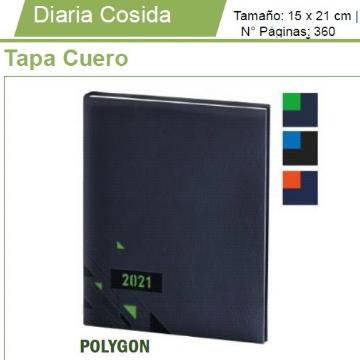 Diaria Cosida
Tamaño: 15 x 21 cm |
N° Páginas: 360
Tapa Cuero
2021
POLYGON